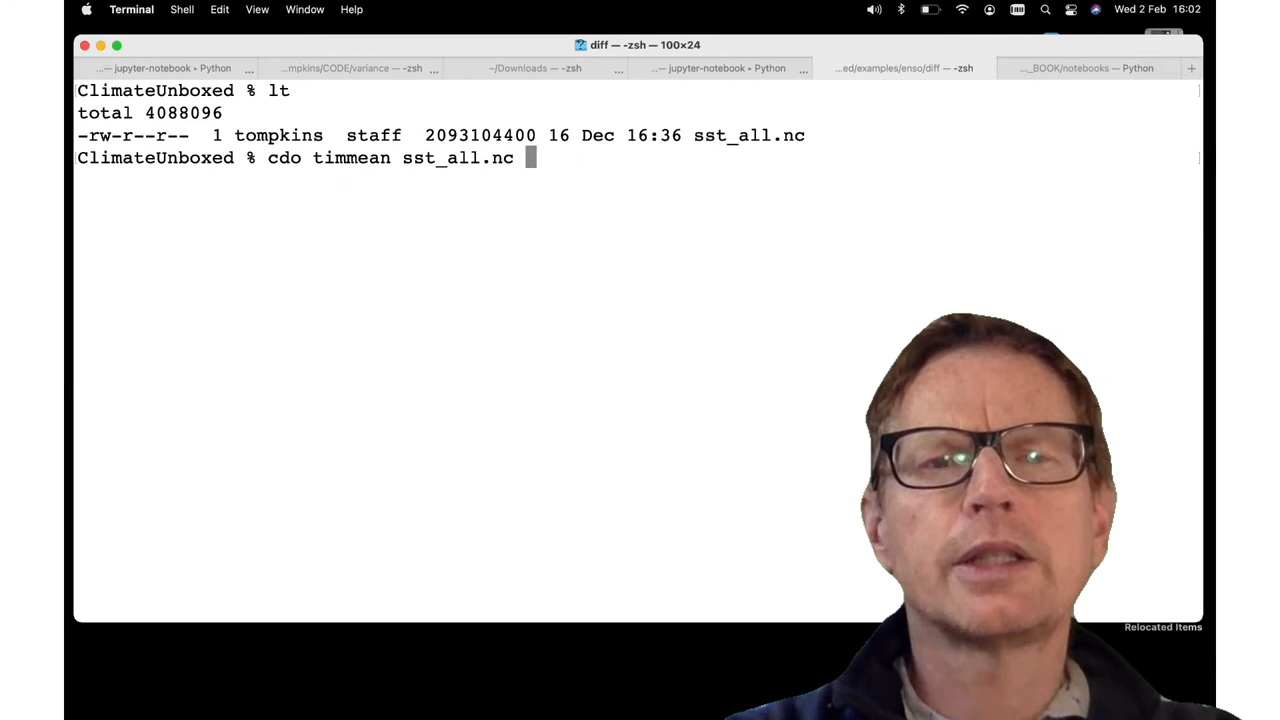 Terminal Shell Edit View Window Help Wed 2 Feb 16:02
diff — -zsh — 100×24
...— jupyter-notebook • Python ... ...mpkins/CODE/variance — -zsh ... ~/Downloads — -zsh ... ...— jupyter-notebook • Python ... ...ed/examples/enso/diff — -zsh ..._BOOK/notebooks — Python +
ClimateUnboxed % lt
total 4088096
-rw-r--r-- 1 tompkins staff 2093104400 16 Dec 16:36 sst_all.nc
ClimateUnboxed % cdo timmean sst_all.nc
Relocated Items